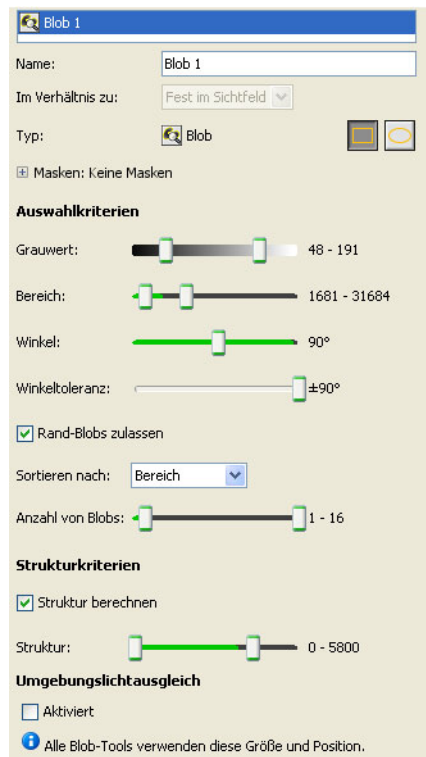 Blob 1
Name: Blob 1
Im Verhältnis zu: Fest im Sichtfeld
Typ: Blob
Masken: Keine Masken
Auswahlkriterien
Grauwert: 48 - 191
Bereich: 1681 - 31684
Winkel: 90°
Winkeltoleranz: ±90°
Rand-Blobs zulassen
Sortieren nach: Bereich
Anzahl von Blobs: 1 - 16
Strukturkriterien
Struktur berechnen
Struktur: 0 - 5800
Umgebungslichtausgleich
Aktiviert
Alle Blob-Tools verwenden diese Größe und Position.